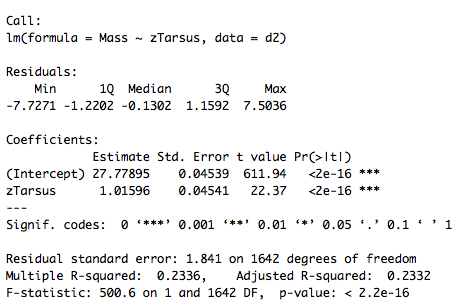 Call:
lm(formula = Mass ~ zTarsus, data = d2)
Residuals:
Min 1Q Median 3Q Max
-7.7271 -1.2202 -0.1302 1.1592 7.5036
Coefficients:
Estimate Std. Error t value Pr(>|t|)
(Intercept) 27.77895 0.04539 611.94 <2e-16 ***
zTarsus 1.01596 0.04541 22.37 <2e-16 ***
---
Signif. codes: 0 ‘***’ 0.001 ‘**’ 0.01 ‘*’ 0.05 ‘.’ 0.1 ‘ ’ 1
Residual standard error: 1.841 on 1642 degrees of freedom
Multiple R-squared: 0.2336, Adjusted R-squared: 0.2332
F-statistic: 500.6 on 1 and 1642 DF, p-value: < 2.2e-16